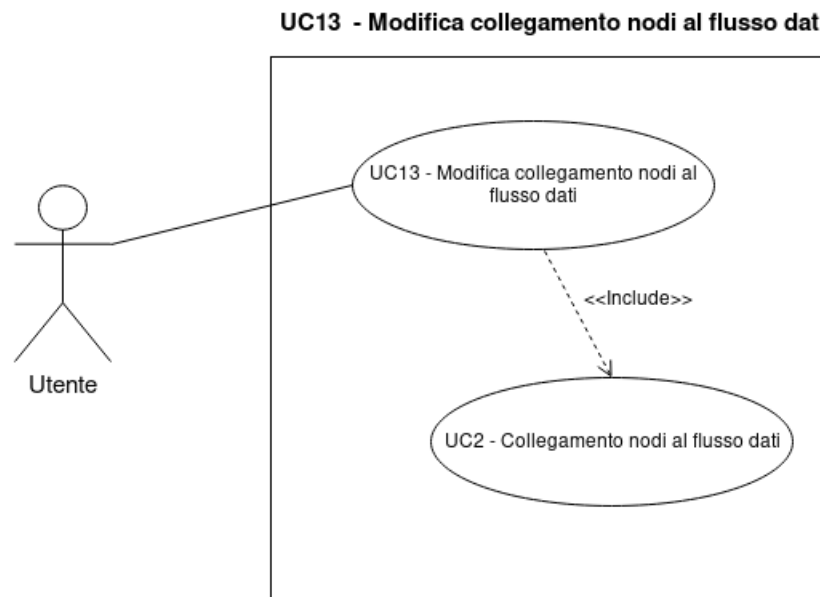 UC13 - Modifica collegamento nodi al flusso dat
UC13 - Modifica collegamento nodi al
flusso dati
<<Include>>
Utente
UC2 - Collegamento nodi al flusso dati